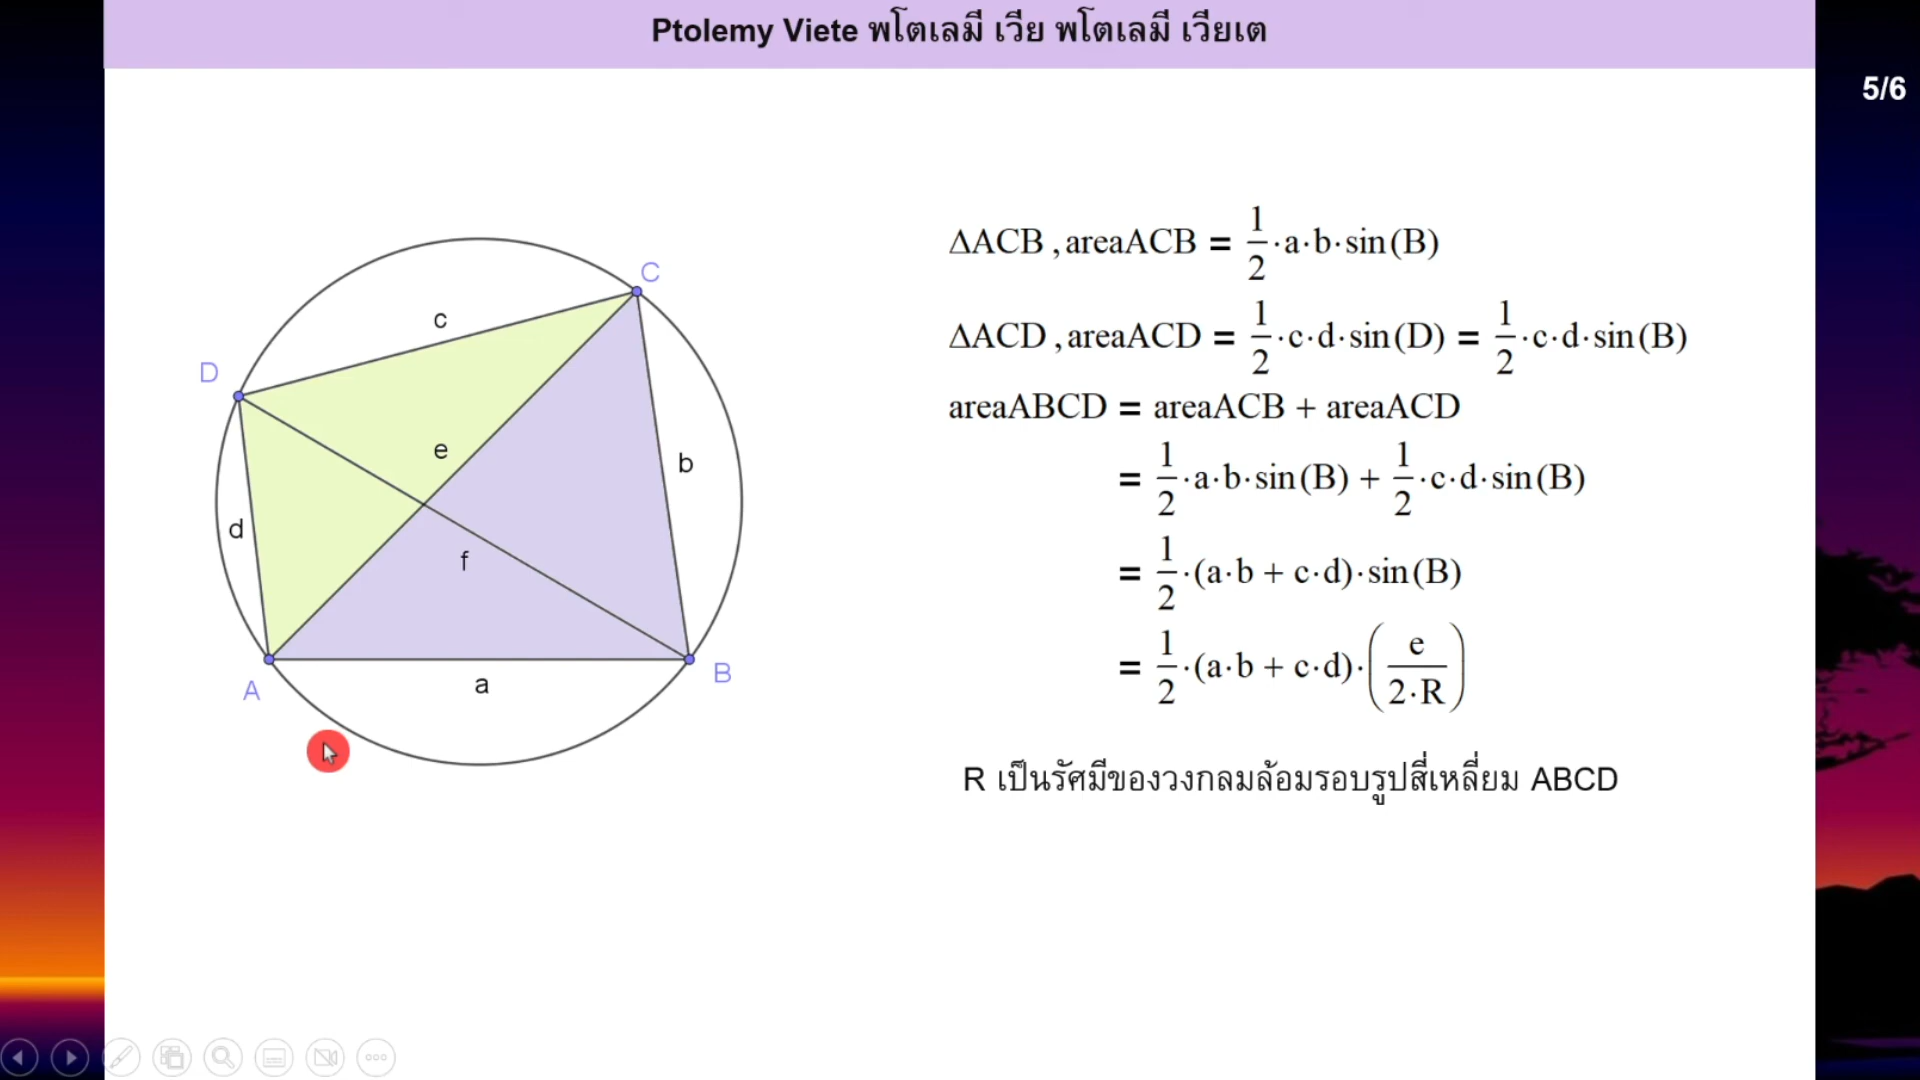 Ptolemy Viete พโตเลมี เวีย พโตเลมี เวียเต
5/6
ΔACB , areaACB = 1/2 ·a·b·sin(B)
ΔACD , areaACD = 1/2 ·c·d·sin(D) = 1/2 ·c·d·sin(B)
areaABCD = areaACB + areaACD
= 1/2 ·a·b·sin(B) + 1/2 ·c·d·sin(B)
= 1/2 ·(a·b + c·d)·sin(B)
= 1/2 ·(a·b + c·d)·(e/(2·R))
R เป็นรัศมีของวงกลมล้อมรอบรูปสี่เหลี่ยม ABCD
C
c
D
e
b
d
f
A
a
B